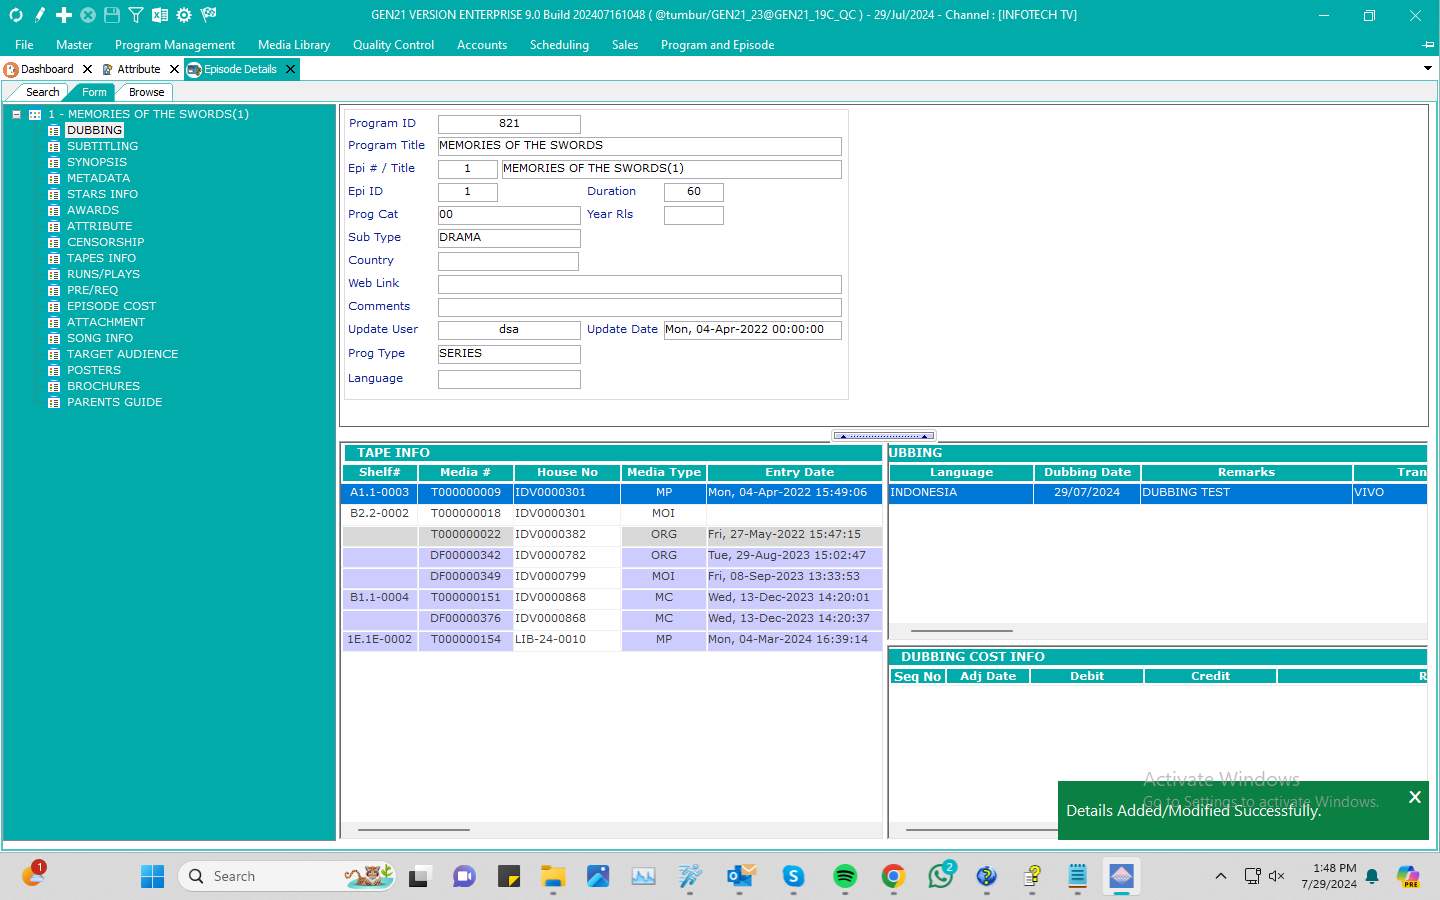 GEN21 VERSION ENTERPRISE 9.0 Build 202407161048 ( @tumbur/GEN21_23@GEN21_19C_QC ) - 29/Jul/2024 - Channel : [INFOTECH TV]
File Master Program Management Media Library Quality Control Accounts Scheduling Sales Program and Episode
Dashboard Attribute Episode Details
Search Form Browse
1 - MEMORIES OF THE SWORDS(1)
DUBBING
SUBTITLING
SYNOPSIS
METADATA
STARS INFO
AWARDS
ATTRIBUTE
CENSORSHIP
TAPES INFO
RUNS/PLAYS
PRE/REQ
EPISODE COST
ATTACHMENT
SONG INFO
TARGET AUDIENCE
POSTERS
BROCHURES
PARENTS GUIDE
Program ID 821
Program Title MEMORIES OF THE SWORDS
Epi # / Title 1 MEMORIES OF THE SWORDS(1)
Epi ID 1 Duration 60
Prog Cat 00 Year Rls
Sub Type DRAMA
Country
Web Link
Comments
Update User dsa Update Date Mon, 04-Apr-2022 00:00:00
Prog Type SERIES
Language
TAPE INFO
Shelf# Media # House No Media Type Entry Date
A1.1-0003 T000000009 IDV0000301 MP Mon, 04-Apr-2022 15:49:06
B2.2-0002 T000000018 IDV0000301 MOI
T000000022 IDV0000382 ORG Fri, 27-May-2022 15:47:15
DF00000342 IDV0000782 ORG Tue, 29-Aug-2023 15:02:47
DF00000349 IDV0000799 MOI Fri, 08-Sep-2023 13:33:53
B1.1-0004 T000000151 IDV0000868 MC Wed, 13-Dec-2023 14:20:01
DF00000376 IDV0000868 MC Wed, 13-Dec-2023 14:20:37
1E.1E-0002 T000000154 LIB-24-0010 MP Mon, 04-Mar-2024 16:39:14
UBBING
Language Dubbing Date Remarks Tran
INDONESIA 29/07/2024 DUBBING TEST VIVO
DUBBING COST INFO
Seq No Adj Date Debit Credit R
Activate Windows
Go to Settings to activate Windows.
Details Added/Modified Successfully.
1
Search
2
1:48 PM
7/29/2024
PRE